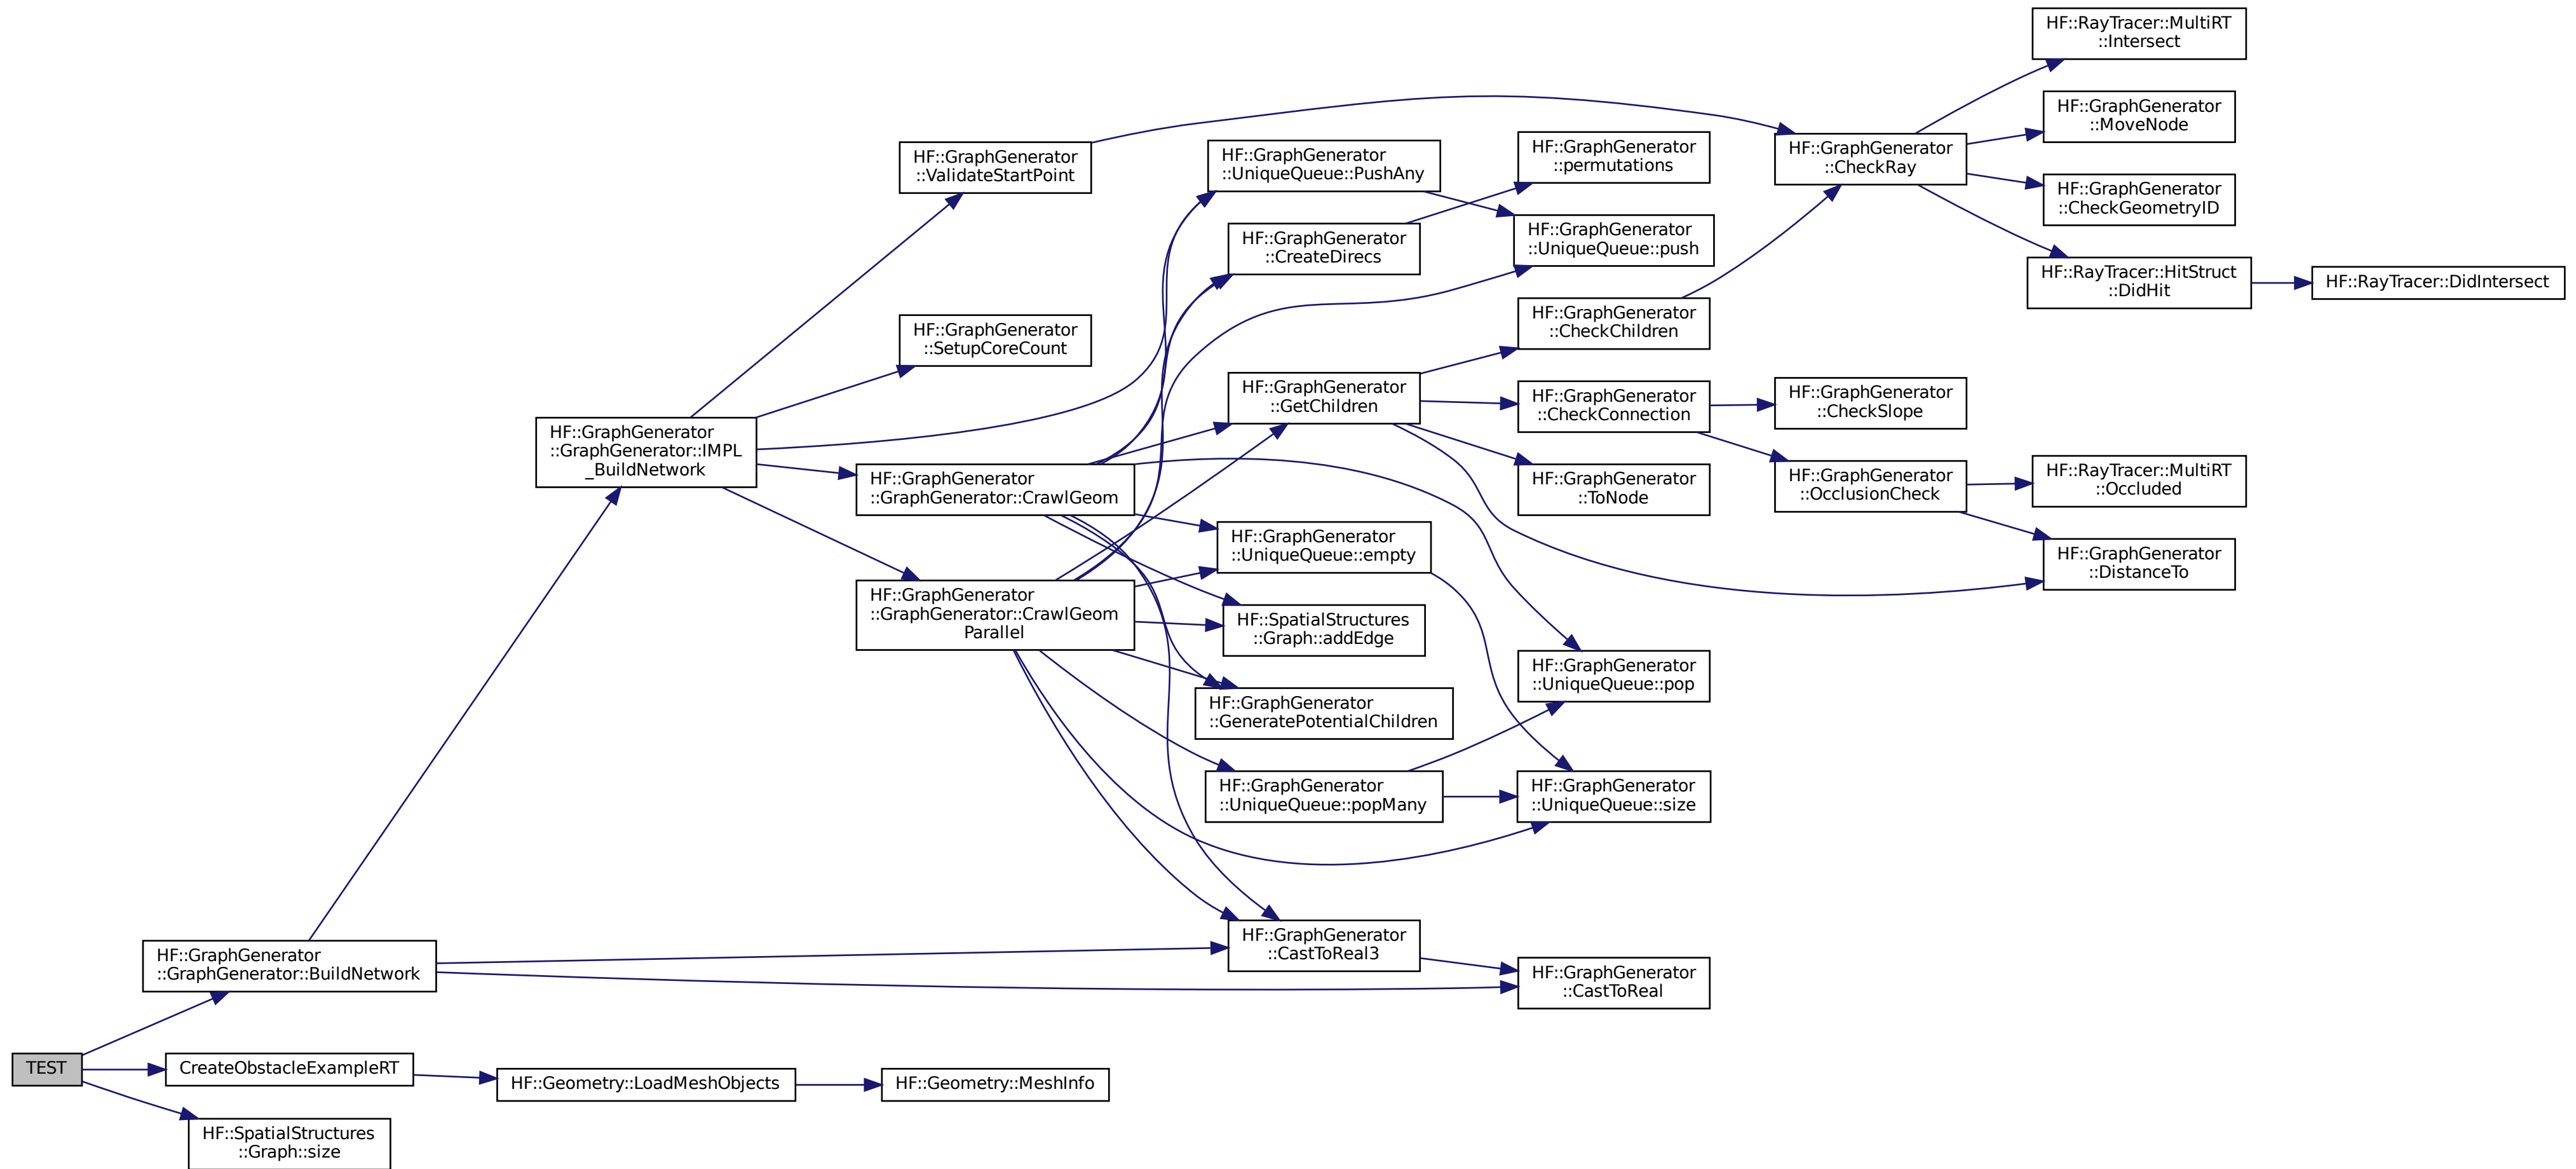 HF::RayTracer::MultiRT
::Intersect
HF::GraphGenerator
::MoveNode
HF::GraphGenerator
::CheckRay
HF::GraphGenerator
::CheckGeometryID
HF::RayTracer::HitStruct
::DidHit
HF::RayTracer::DidIntersect
HF::GraphGenerator
::ValidateStartPoint
HF::GraphGenerator
::UniqueQueue::PushAny
HF::GraphGenerator
::permutations
HF::GraphGenerator
::CreateDirecs
HF::GraphGenerator
::UniqueQueue::push
HF::GraphGenerator
::SetupCoreCount
HF::GraphGenerator
::CheckChildren
HF::GraphGenerator
::GetChildren
HF::GraphGenerator
::CheckConnection
HF::GraphGenerator
::CheckSlope
HF::GraphGenerator
::GraphGenerator::IMPL
_BuildNetwork
HF::GraphGenerator
::GraphGenerator::CrawlGeom
HF::GraphGenerator
::ToNode
HF::GraphGenerator
::OcclusionCheck
HF::RayTracer::MultiRT
::Occluded
HF::GraphGenerator
::DistanceTo
HF::GraphGenerator
::UniqueQueue::empty
HF::GraphGenerator
::GraphGenerator::CrawlGeom
Parallel
HF::SpatialStructures
::Graph::addEdge
HF::GraphGenerator
::UniqueQueue::pop
HF::GraphGenerator
::GeneratePotentialChildren
HF::GraphGenerator
::UniqueQueue::popMany
HF::GraphGenerator
::UniqueQueue::size
HF::GraphGenerator
::CastToReal3
HF::GraphGenerator
::GraphGenerator::BuildNetwork
HF::GraphGenerator
::CastToReal
TEST
CreateObstacleExampleRT
HF::Geometry::LoadMeshObjects
HF::Geometry::MeshInfo
HF::SpatialStructures
::Graph::size